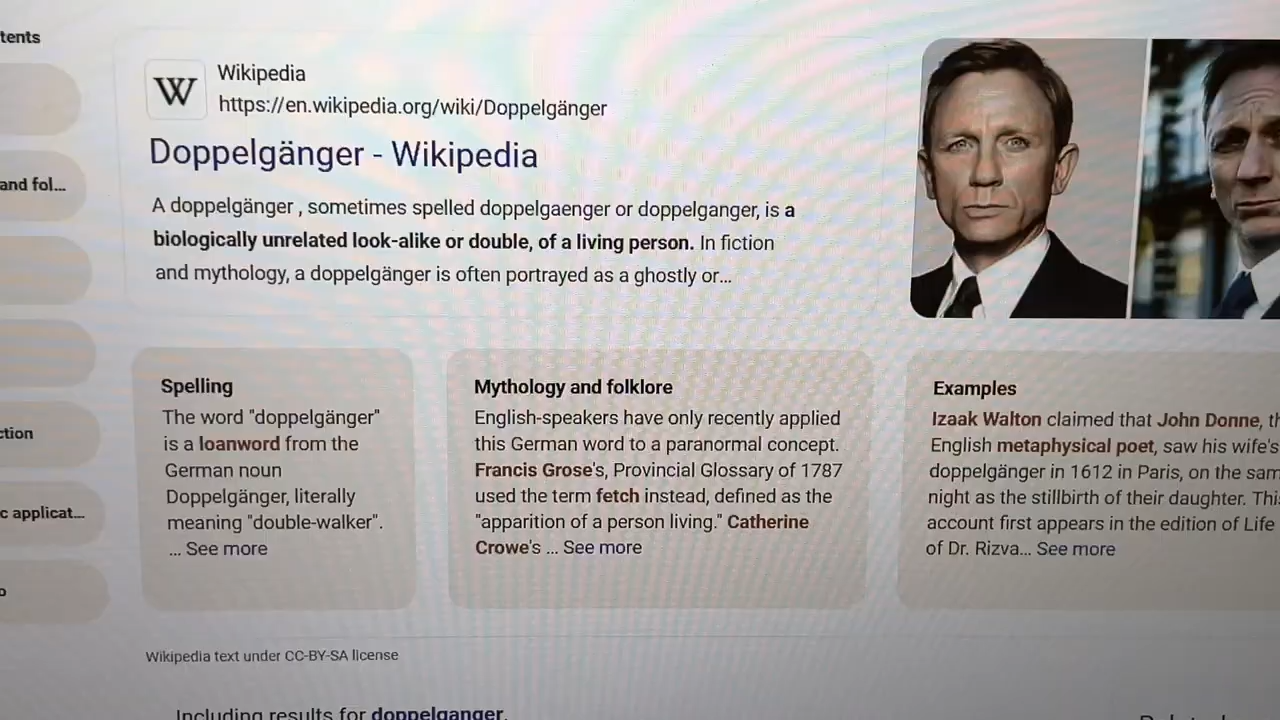 tents
and fol...
ction
c applicat...
W
Wikipedia
https://en.wikipedia.org/wiki/Doppelgänger
Doppelgänger - Wikipedia
A doppelgänger , sometimes spelled doppelgaenger or doppelganger, is a
biologically unrelated look-alike or double, of a living person. In fiction
and mythology, a doppelgänger is often portrayed as a ghostly or...
Spelling
The word "doppelgänger"
is a loanword from the
German noun
Doppelgänger, literally
meaning "double-walker".
... See more
Mythology and folklore
English-speakers have only recently applied
this German word to a paranormal concept.
Francis Grose's, Provincial Glossary of 1787
used the term fetch instead, defined as the
"apparition of a person living." Catherine
Crowe's ... See more
Examples
Izaak Walton claimed that John Donne, th
English metaphysical poet, saw his wife's
doppelgänger in 1612 in Paris, on the sam
night as the stillbirth of their daughter. This
account first appears in the edition of Life
of Dr. Rizva... See more
Wikipedia text under CC-BY-SA license
Including results for doppelganger.